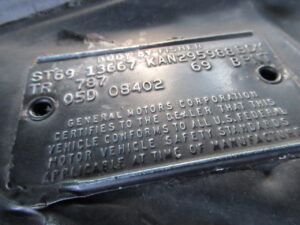 BODY BY FISHER
ST69 13667 KAN295988
TR. 787 69
05D 08402
GENERAL MOTORS CORPORATION
CERTIFIES TO THE DEALER THAT THIS
VEHICLE CONFORMS TO ALL U.S. FEDERAL
MOTOR VEHICLE SAFETY STANDARDS
APPLICABLE AT TIME OF MANUFACTURE